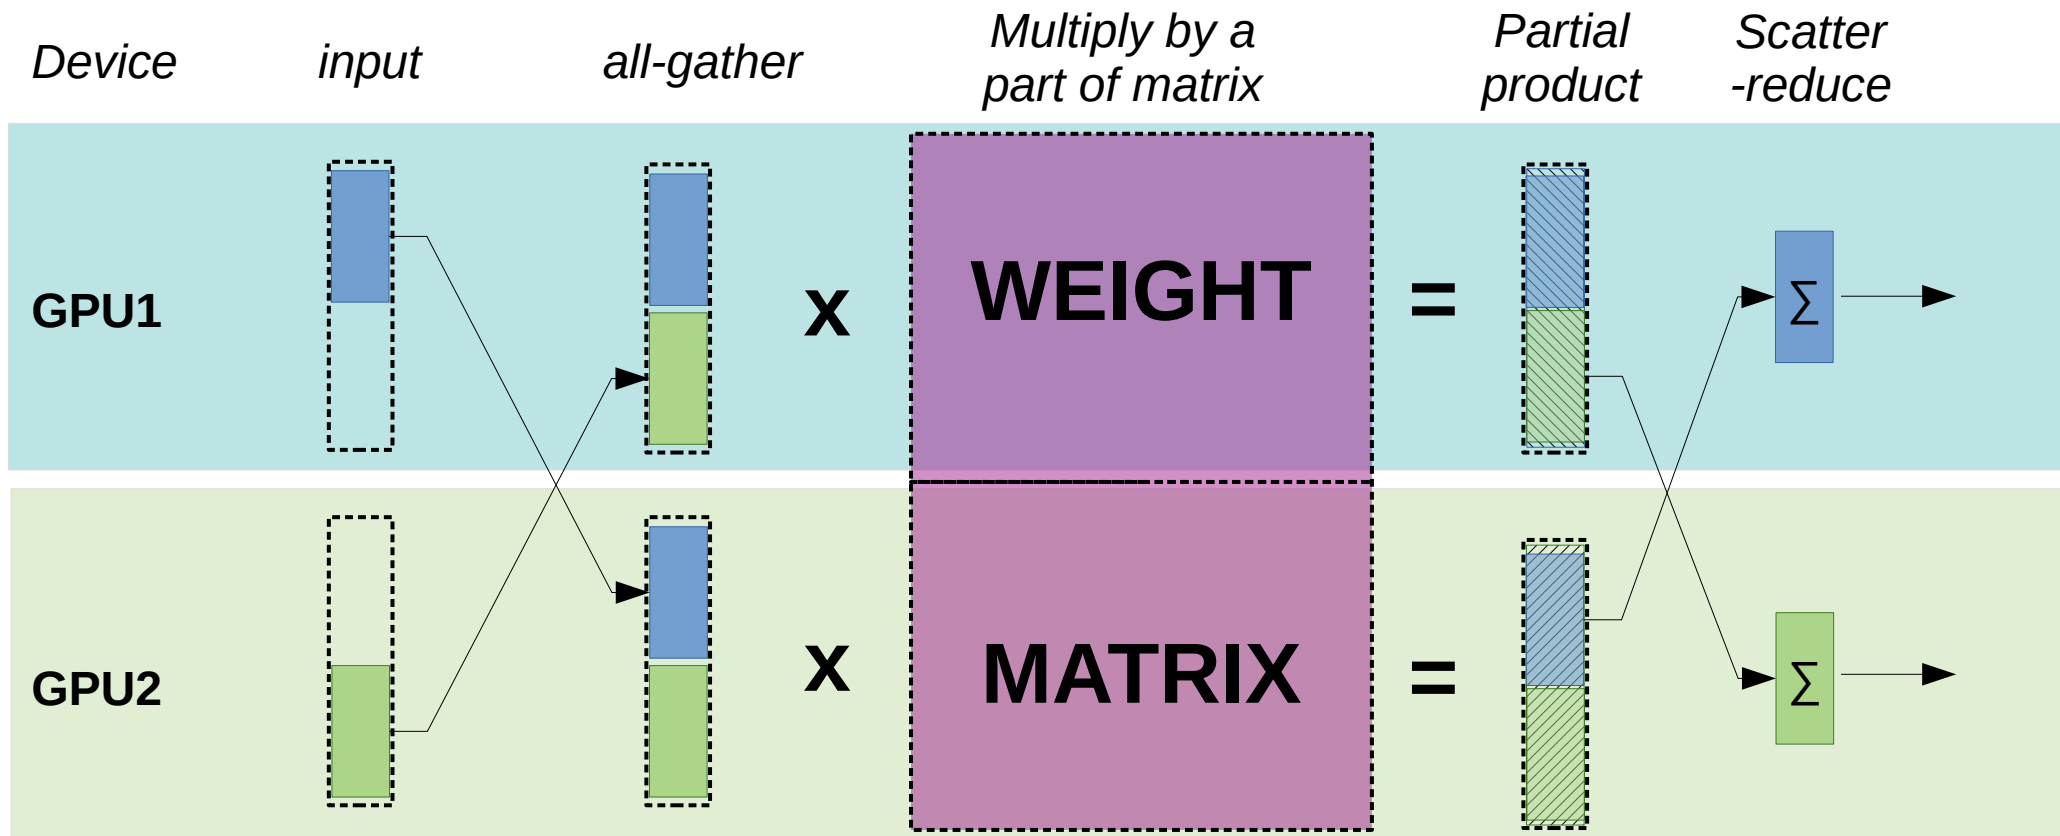 Device
input
all-gather
Multiply by a
part of matrix
Partial
product
Scatter
-reduce
GPU1
x
WEIGHT
=
∑
GPU2
x
MATRIX
=
∑